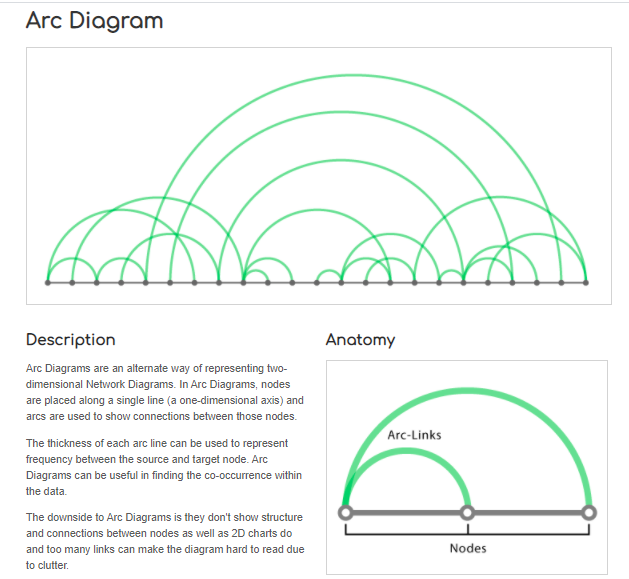 Arc Diagram
Description
Arc Diagrams are an alternate way of representing two-
dimensional Network Diagrams. In Arc Diagrams, nodes
are placed along a single line (a one-dimensional axis) and
arcs are used to show connections between those nodes.
The thickness of each arc line can be used to represent
frequency between the source and target node. Arc
Diagrams can be useful in finding the co-occurrence within
the data.
The downside to Arc Diagrams is they don't show structure
and connections between nodes as well as 2D charts do
and too many links can make the diagram hard to read due
to clutter.
Anatomy
Arc-Links
Nodes